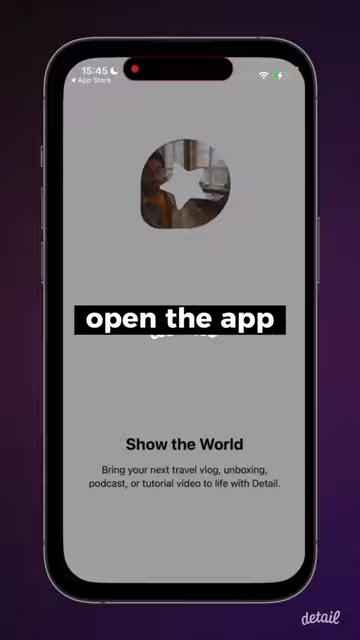 15:45
App Store
open the app
Show the World
Bring your next travel vlog, unboxing,
podcast, or tutorial video to life with Detail.
detail